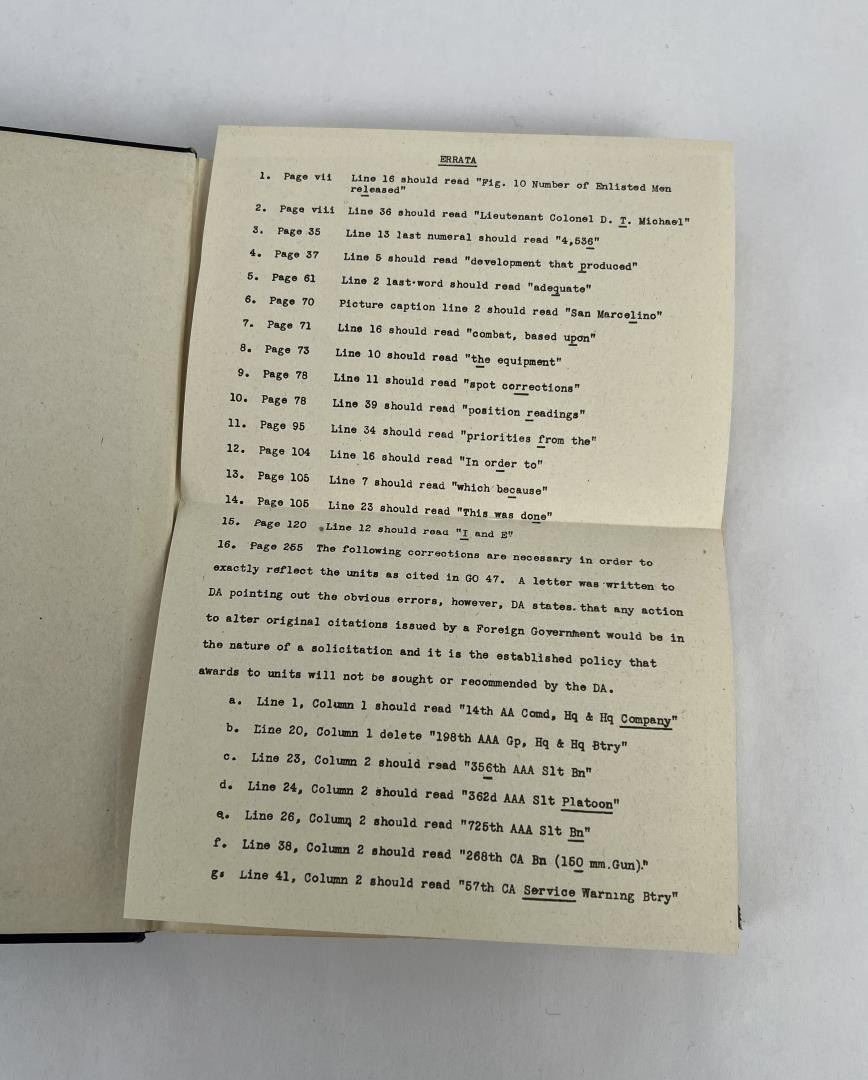 ERRATA
1. Page vii Line 16 should read "Fig. 10 Number of Enlisted Men
released"
2. Page viii Line 36 should read "Lieutenant Colonel D. T. Michael"
3. Page 35 Line 13 last numeral should read "4,536"
4. Page 37 Line 5 should read "development that produced"
5. Page 61 Line 2 last word should read "adequate"
6. Page 70 Picture caption line 2 should read "San Marcelino"
7. Page 71 Line 16 should read "combat, based upon"
8. Page 73 Line 10 should read "the equipment"
9. Page 78 Line 11 should read "spot corrections"
10. Page 78 Line 39 should read "position readings"
11. Page 95 Line 34 should read "priorities from the"
12. Page 104 Line 16 should read "In order to"
13. Page 105 Line 7 should read "which because"
14. Page 105 Line 23 should read "This was done"
15. Page 120 Line 12 should read "I and E"
16. Page 255 The following corrections are necessary in order to
exactly reflect the units as cited in GO 47. A letter was written to
DA pointing out the obvious errors, however, DA states that any action
to alter original citations issued by a Foreign Government would be in
the nature of a solicitation and it is the established policy that
awards to units will not be sought or recommended by the DA.
a. Line 1, Column 1 should read "14th AA Comd, Hq & Hq Company"
b. Line 20, Column 1 delete "198th AAA Gp, Hq & Hq Btry"
c. Line 23, Column 2 should read "356th AAA Slt Bn"
d. Line 24, Column 2 should read "362d AAA Slt Platoon"
e. Line 26, Column 2 should read "725th AAA Slt Bn"
f. Line 38, Column 2 should read "268th CA Bn (150 mm.Gun)."
g. Line 41, Column 2 should read "57th CA Service Warning Btry"